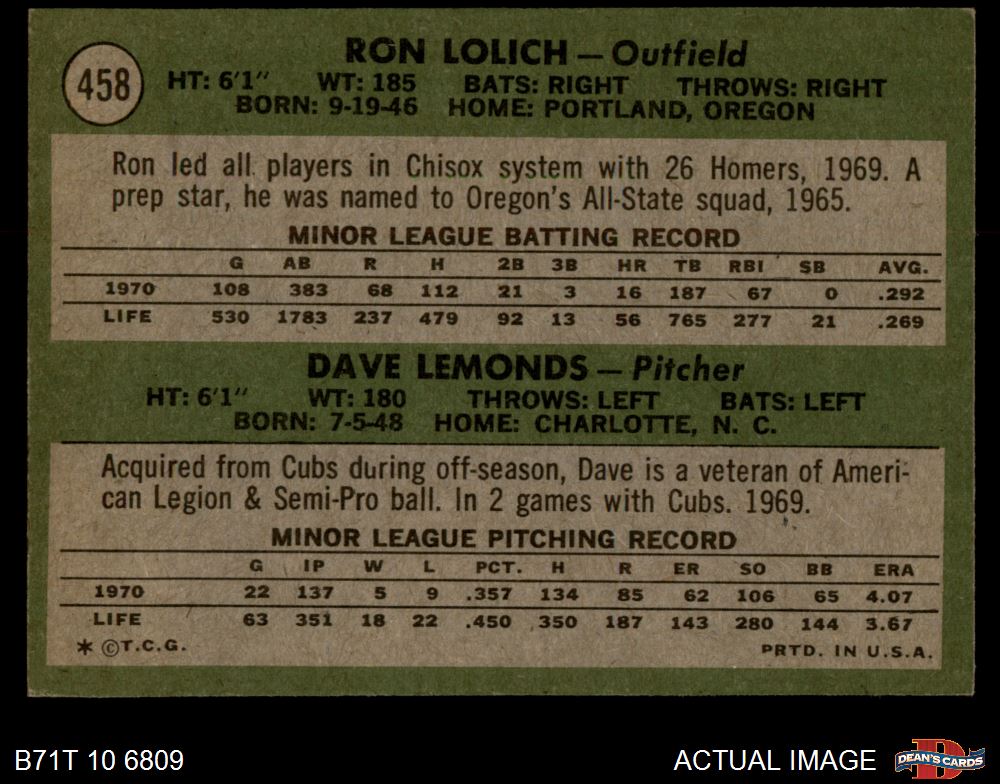 458
RON LOLICH — Outfield
HT: 6'1" WT: 185 BATS: RIGHT THROWS: RIGHT
BORN: 9-19-46 HOME: PORTLAND, OREGON
Ron led all players in Chisox system with 26 Homers, 1969. A
prep star, he was named to Oregon's All-State squad, 1965.
MINOR LEAGUE BATTING RECORD
G AB R H 2B 3B HR TB RBI SB AVG.
1970 108 383 68 112 21 3 16 187 67 0 .292
LIFE 530 1783 237 479 92 13 56 765 277 21 .269
DAVE LEMONDS — Pitcher
HT: 6'1" WT: 180 THROWS: LEFT BATS: LEFT
BORN: 7-5-48 HOME: CHARLOTTE, N. C.
Acquired from Cubs during off-season, Dave is a veteran of Ameri-
can Legion & Semi-Pro ball. In 2 games with Cubs. 1969.
MINOR LEAGUE PITCHING RECORD
G IP W L PCT. H R ER SO BB ERA
1970 22 137 5 9 .357 134 85 62 106 65 4.07
LIFE 63 351 18 22 .450 350 187 143 280 144 3.67
* ©T.C.G. PRTD. IN U.S.A.
B71T 10 6809 ACTUAL IMAGE DEAN'S CARDS